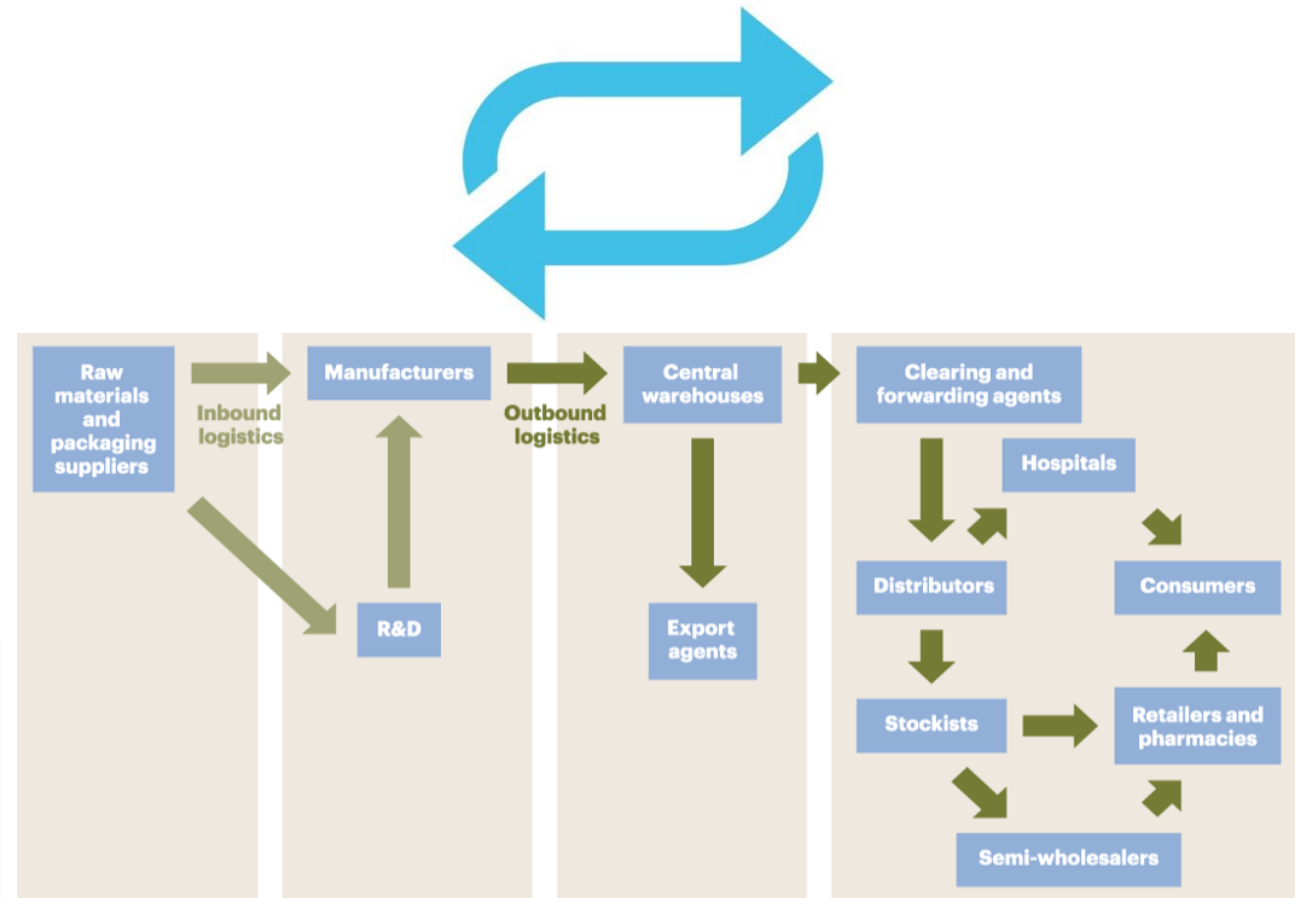 Raw
materials
and
packaging
suppliers
Inbound
logistics
Manufacturers
R&D
Outbound
logistics
Central
warehouses
Export
agents
Clearing and
forwarding agents
Hospitals
Distributors
Consumers
Stockists
Retailers and
pharmacies
Semi-wholesalers